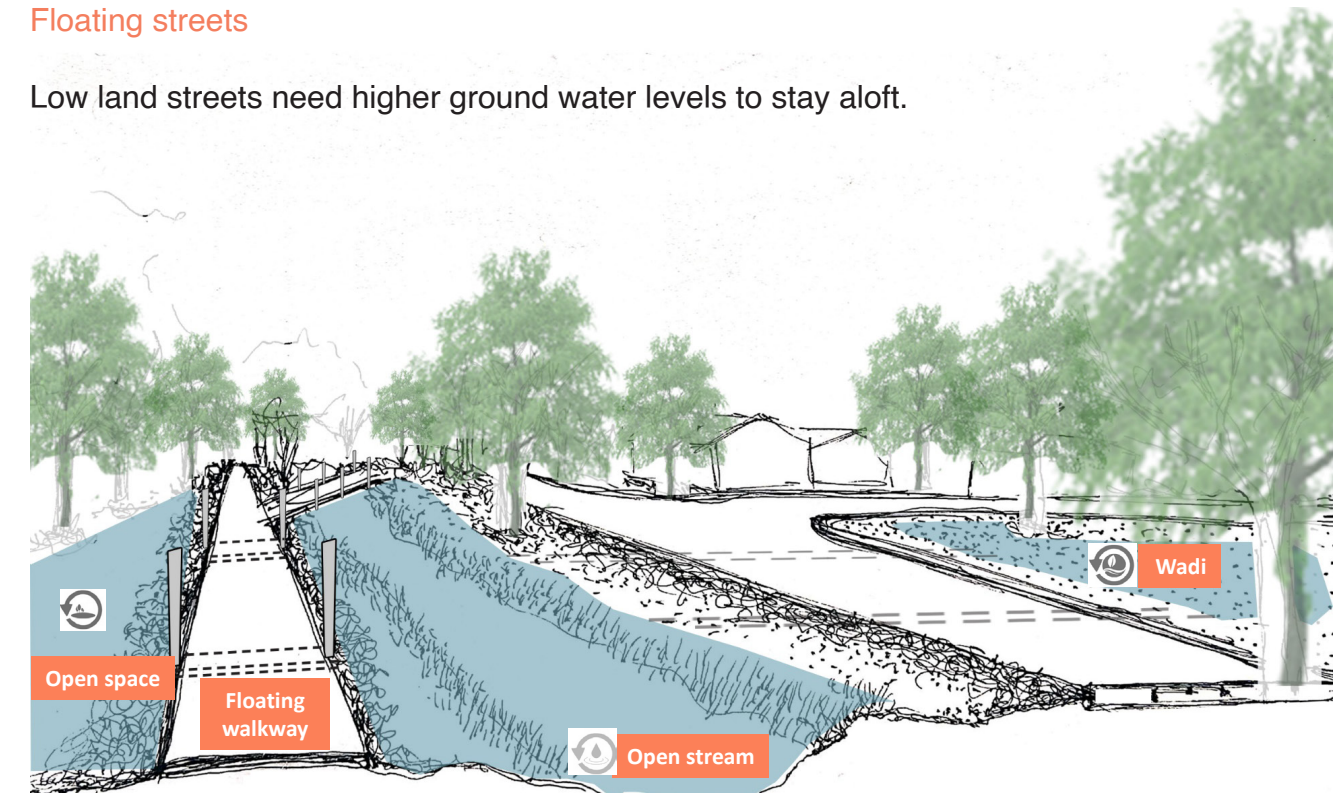 Floating streets
Low land streets need higher ground water levels to stay aloft.
Wadi
Open space
Floating
walkway
Open stream